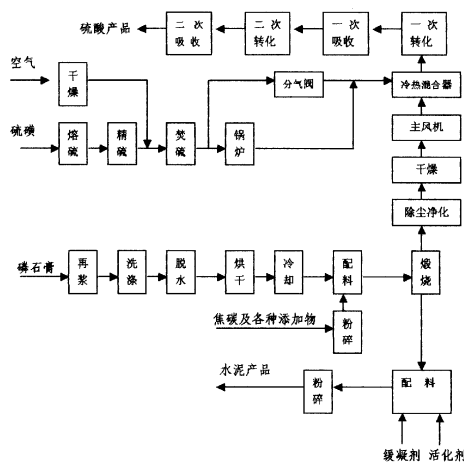 硫酸产品
二次
吸收
二次
转化
一次
吸收
一次
转化
空气
干
燥
分气阀
冷热混合器
硫磺
熔
硫
精
硫
焚
硫
锅
炉
主风机
干燥
除尘净化
磷石膏
再
浆
洗
涤
脱
水
烘
干
冷
却
配
料
煅
烧
焦碳及各种添加物
粉
碎
水泥产品
粉
碎
配 料
缓凝剂 活化剂